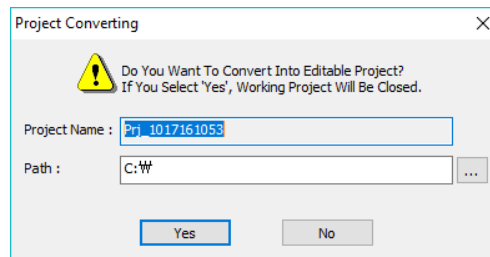 Project Converting
Do You Want To Convert Into Editable Project?
If You Select 'Yes', Working Project Will Be Closed.
Project Name : Prj_1017161053
Path : C:₩
...
Yes No